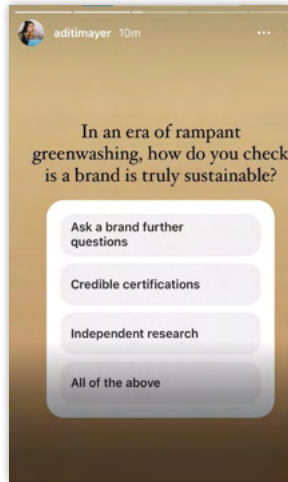 aditimayer 10m
In an era of rampant
greenwashing, how do you check
is a brand is truly sustainable?
Ask a brand further
questions
Credible certifications
Independent research
All of the above